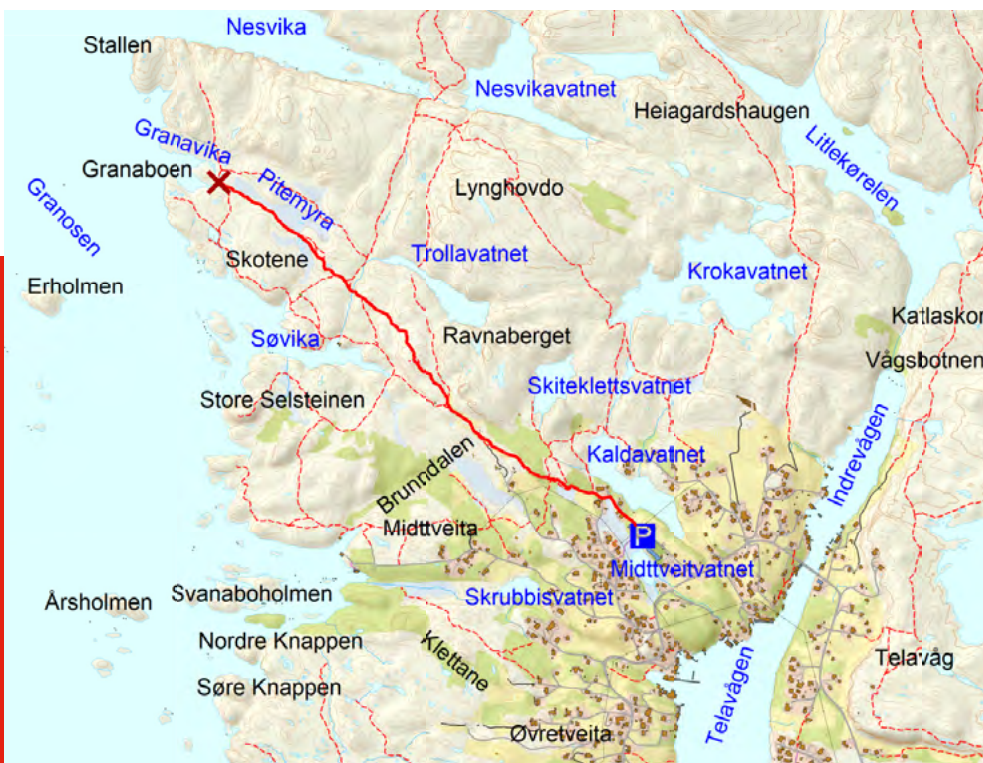 Nesvika
Stallen
Nesvikavatnet
Heiagardshaugen
Granavika
Litlekørelen
Granaboen
Pitemyra
Lynghovdo
Granosen
Trollavatnet
Skotene
Krokavatnet
Erholmen
Katlaskor
Søvika
Ravnaberget
Vågsbotnen
Skiteklettsvatnet
Store Selsteinen
Kaldavatnet
Brunndalen
Indrevågen
Midttveita
P
Midttveitvatnet
Svanaboholmen
Skrubbisvatnet
Årsholmen
Nordre Knappen
Klettane
Telavåg
Søre Knappen
Telavågen
Øvretveita